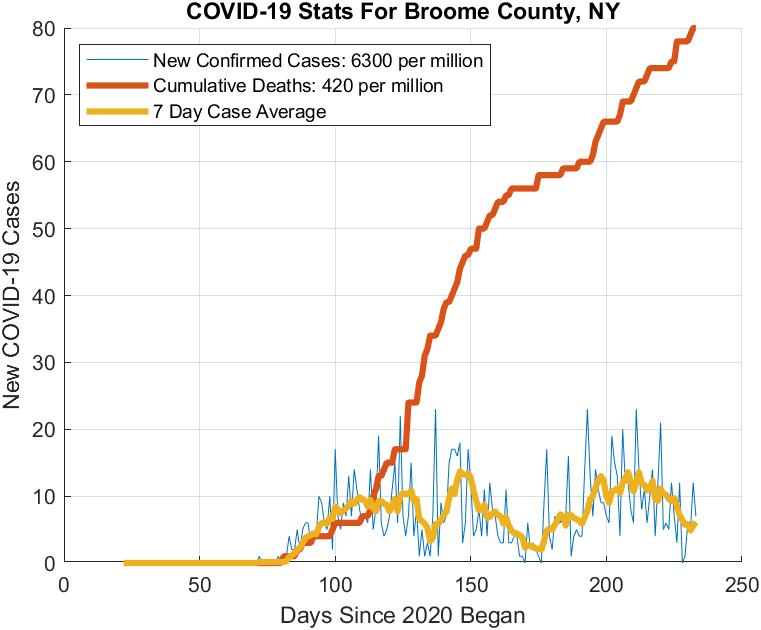 COVID-19 Stats For Broome County, NY
New Confirmed Cases: 6300 per million
Cumulative Deaths: 420 per million
7 Day Case Average
80
70
60
50
40
30
20
10
0
New COVID-19 Cases
0 50 100 150 200 250
Days Since 2020 Began